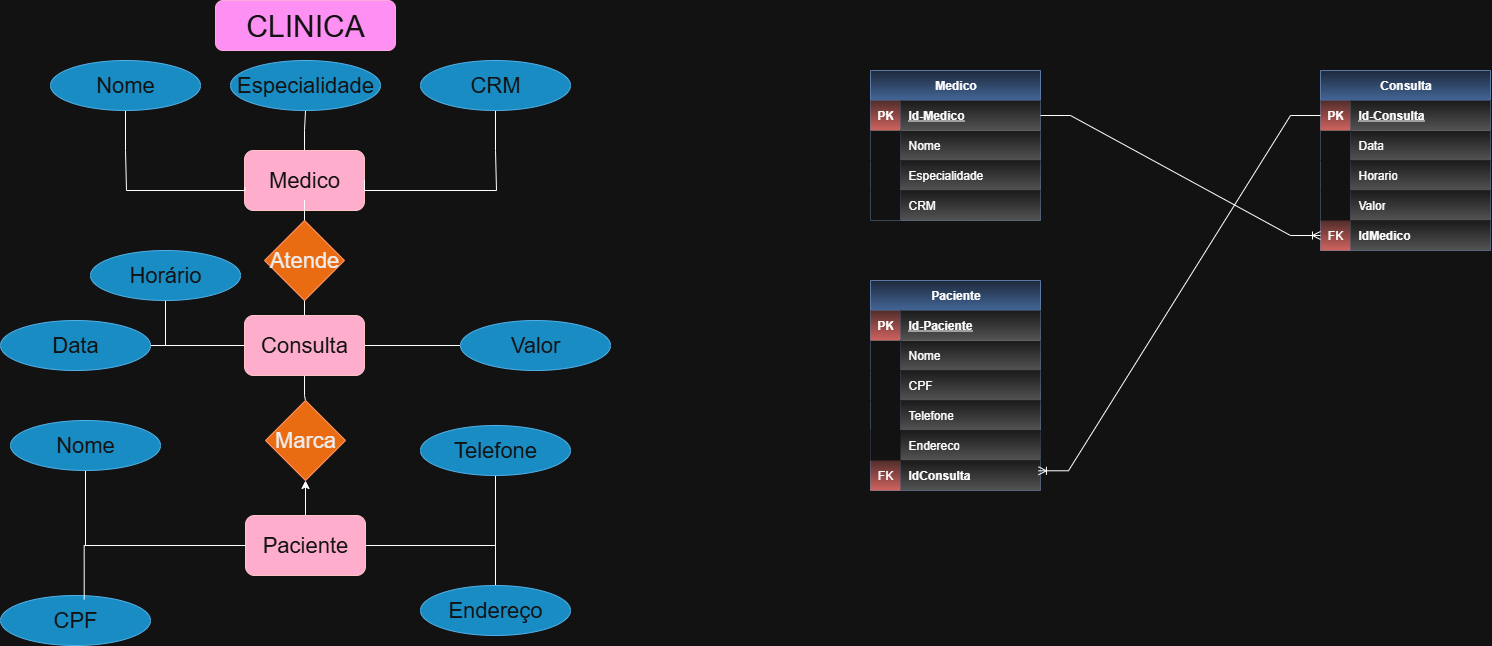 CLINICA
Nome
Especialidade
CRM
Medico
Atende
Horário
Data
Consulta
Valor
Nome
Marca
Telefone
Paciente
CPF
Endereço
Medico
PK Id-Medico
Nome
Especialidade
CRM
Consulta
PK Id-Consulta
Data
Horario
Valor
FK IdMedico
Paciente
PK Id-Paciente
Nome
CPF
Telefone
Endereco
FK IdConsulta